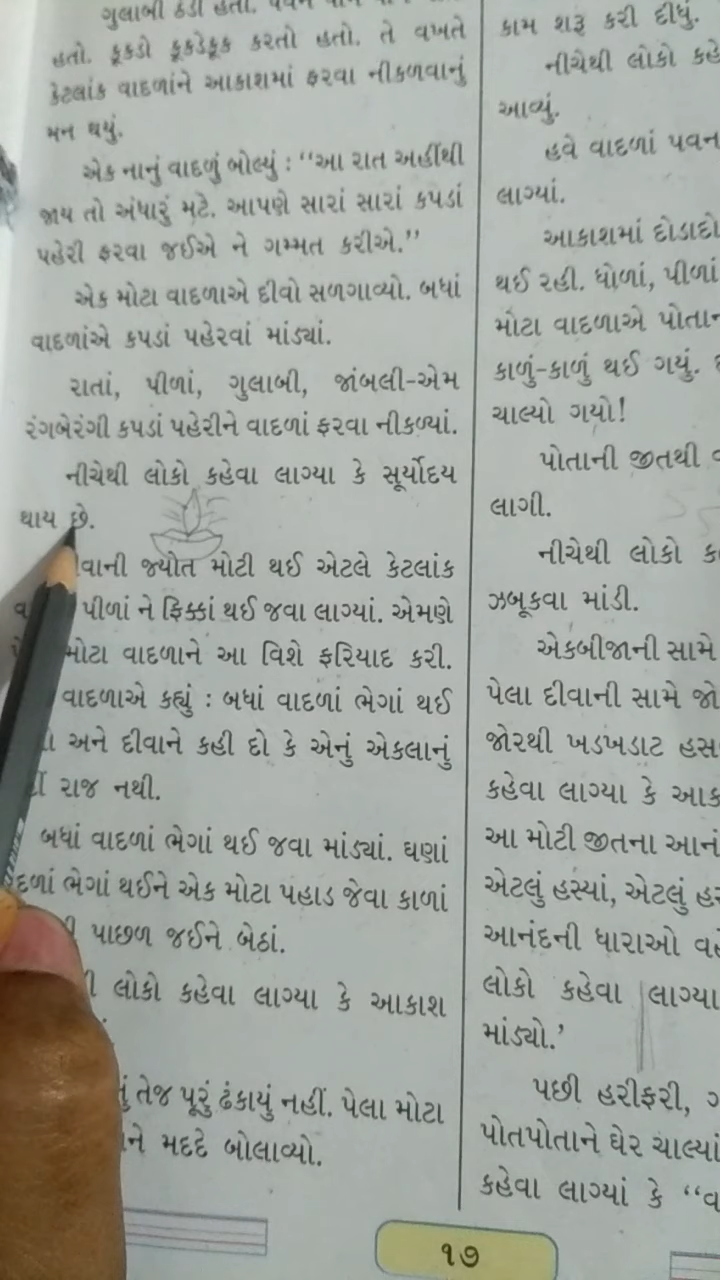 ગુલાબી ઠંડી હતી.
હતો. કૂકડો કૂકડેકૂક કરતો હતો. તે વખતે
કેટલાંક વાદળાંને આકાશમાં ફરવા નીકળવાનું
મન થયું.
એક નાનું વાદળું બોલ્યું : “આ રાત અહીંથી
જાય તો અંધારું મટે. આપણે સારાં સારાં કપડાં
પહેરી ફરવા જઈએ ને ગમ્મત કરીએ.”
એક મોટા વાદળાએ દીવો સળગાવ્યો. બધાં
વાદળાંએ કપડાં પહેરવાં માંડ્યાં.
રાતાં, પીળાં, ગુલાબી, જાંબલી-એમ
રંગબેરંગી કપડાં પહેરીને વાદળાં ફરવા નીકળ્યાં.
નીચેથી લોકો કહેવા લાગ્યા કે સૂર્યોદય
થાય છે.
વાની જ્યોત મોટી થઈ એટલે કેટલાંક
પીળાં ને ફિક્કાં થઈ જવા લાગ્યાં. એમણે
મોટા વાદળાને આ વિશે ફરિયાદ કરી.
વાદળાએ કહ્યું : બધાં વાદળાં ભેગાં થઈ
અને દીવાને કહી દો કે એનું એકલાનું
રાજ નથી.
બધાં વાદળાં ભેગાં થઈ જવા માંડ્યાં. ઘણાં
દળાં ભેગાં થઈને એક મોટા પહાડ જેવા કાળાં
પાછળ જઈને બેઠાં.
લોકો કહેવા લાગ્યા કે આકાશ
તેજ પૂરું ઢંકાયું નહીં. પેલા મોટા
ને મદદે બોલાવ્યો.
કામ શરૂ કરી દીધું.
નીચેથી લોકો કહે
આવ્યું.
હવે વાદળાં પવન
લાગ્યાં.
આકાશમાં દોડાદો
થઈ રહી. ધોળાં, પીળાં
મોટા વાદળાએ પોતાન
કાળું-કાળું થઈ ગયું.
ચાલ્યો ગયો!
પોતાની જીતથી
લાગી.
નીચેથી લોકો ક
ઝબૂકવા માંડી.
એકબીજાની સામે
પેલા દીવાની સામે જો
જોરથી ખડખડાટ હસ
કહેવા લાગ્યા કે આક
આ મોટી જીતના આનં
એટલું હસ્યાં, એટલું હસ
આનંદની ધારાઓ વહે
લોકો કહેવા લાગ્યા
માંડ્યો.’
પછી હરીફરી,
પોતપોતાને ઘેર ચાલ્યાં
કહેવા લાગ્યાં કે “વ
૧૭